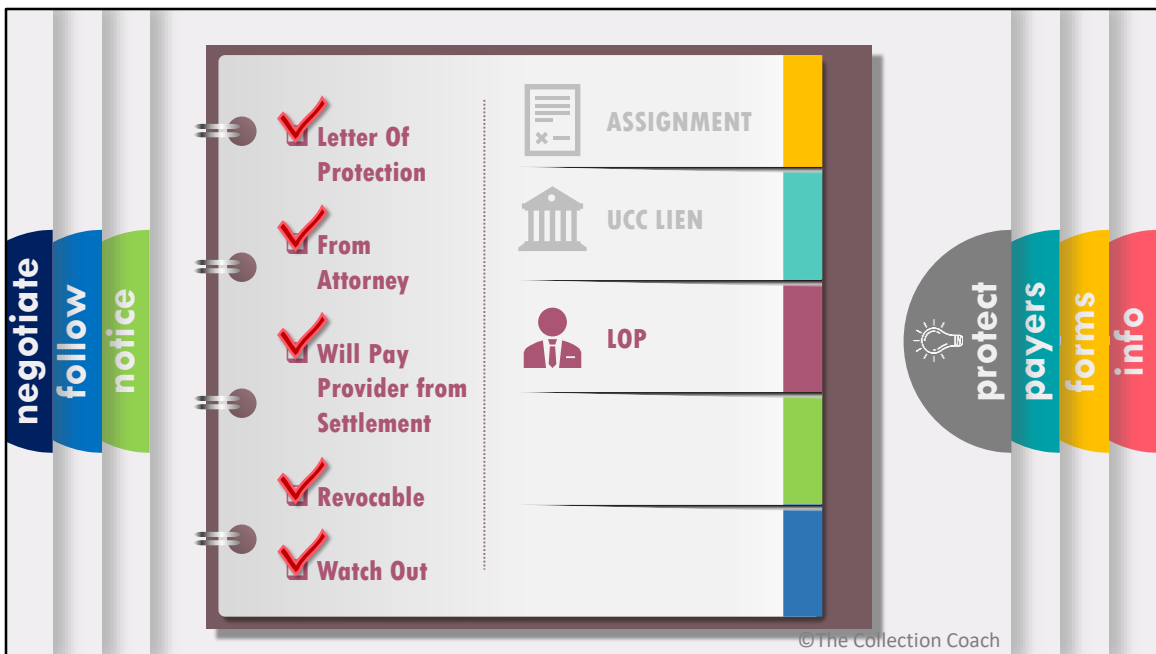 negotiate
follow
notice
Letter Of
Protection
From
Attorney
Will Pay
Provider from
Settlement
Revocable
Watch Out
ASSIGNMENT
UCC LIEN
LOP
protect
payers
forms
info
©The Collection Coach